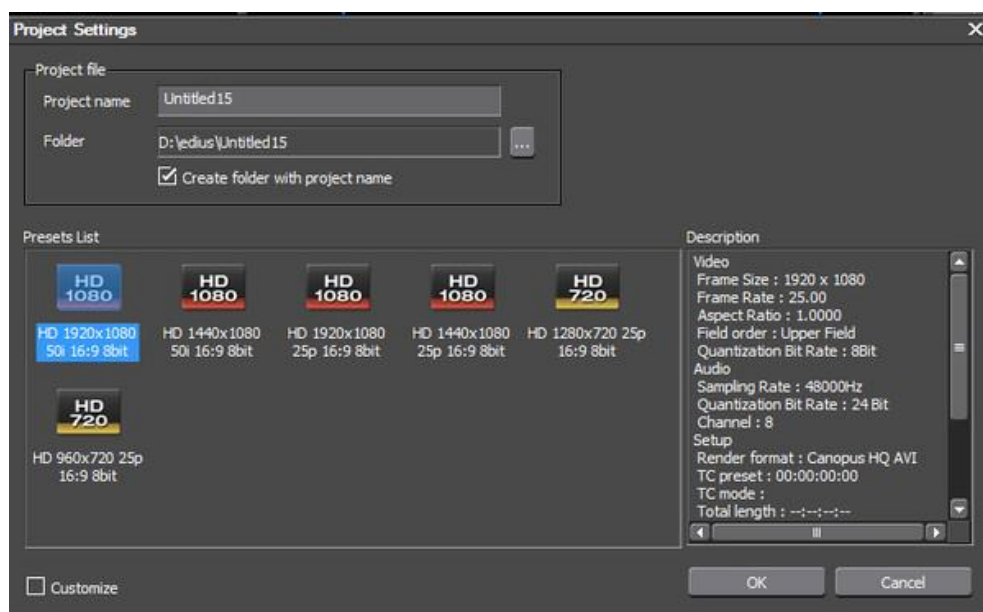 Project Settings
Project file
Project name
Untitled15
Folder
D:\edius\Untitled15
...
Create folder with project name
Presets List
HD
1080
HD 1920x1080
50i 16:9 8bit
HD
1080
HD 1440x1080
50i 16:9 8bit
HD
1080
HD 1920x1080
25p 16:9 8bit
HD
1080
HD 1440x1080
25p 16:9 8bit
HD
720
HD 1280x720 25p
16:9 8bit
HD
720
HD 960x720 25p
16:9 8bit
Description
Video
Frame Size : 1920 x 1080
Frame Rate : 25.00
Aspect Ratio : 1.0000
Field order : Upper Field
Quantization Bit Rate : 8Bit
Audio
Sampling Rate : 48000Hz
Quantization Bit Rate : 24 Bit
Channel : 8
Setup
Render format : Canopus HQ AVI
TC preset : 00:00:00:00
TC mode :
Total length : --:--:--:--
Customize
OK
Cancel